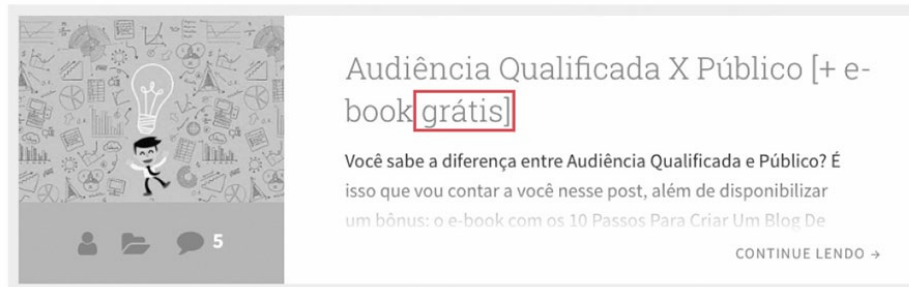 Audiência Qualificada X Público [+ e-
book grátis]
Você sabe a diferença entre Audiência Qualificada e Público? É
isso que vou contar a você nesse post, além de disponibilizar
um bônus: o e-book com os 10 Passos Para Criar Um Blog De
5
CONTINUE LENDO →